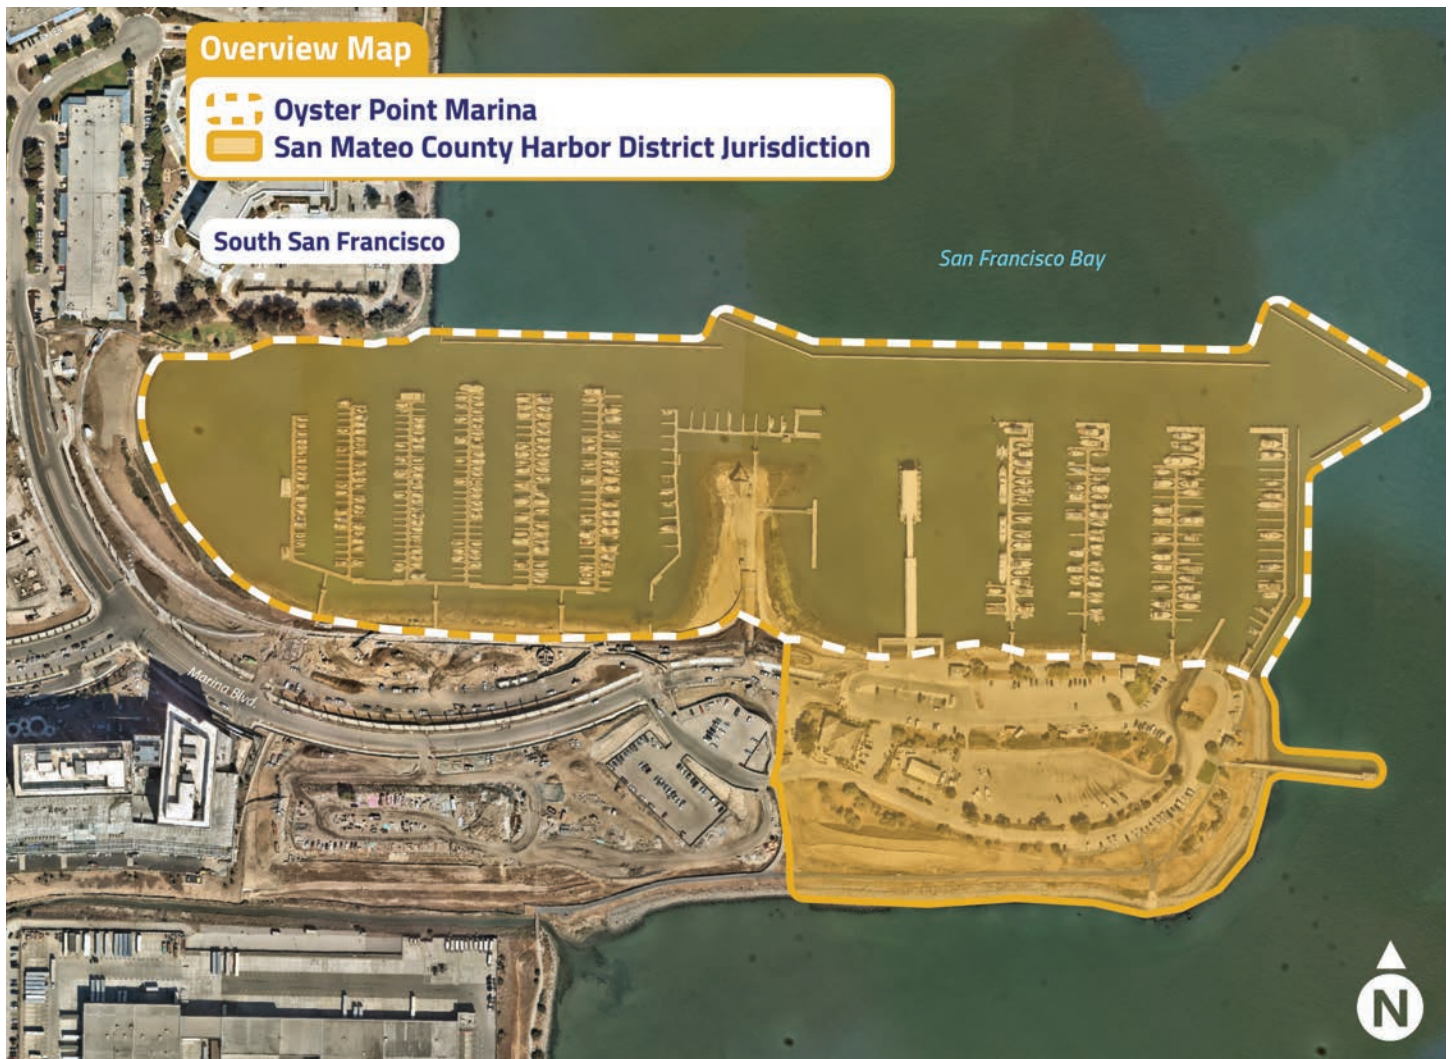 Overview Map
Oyster Point Marina
San Mateo County Harbor District Jurisdiction
South San Francisco
San Francisco Bay
Marina Blvd.
N